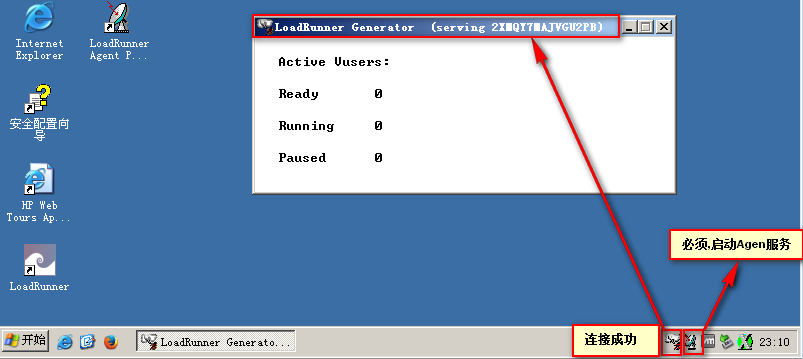 Internet
Explorer
LoadRunner
Agent P...
安全配置向
导
HP Web
Tours Ap...
LoadRunner
LoadRunner Generator (serving 2XMQY7MAJVGU2PB)
Active Vusers:
Ready 0
Running 0
Paused 0
必须,启动Agen服务
连接成功
开始
LoadRunner Generato...
23:10